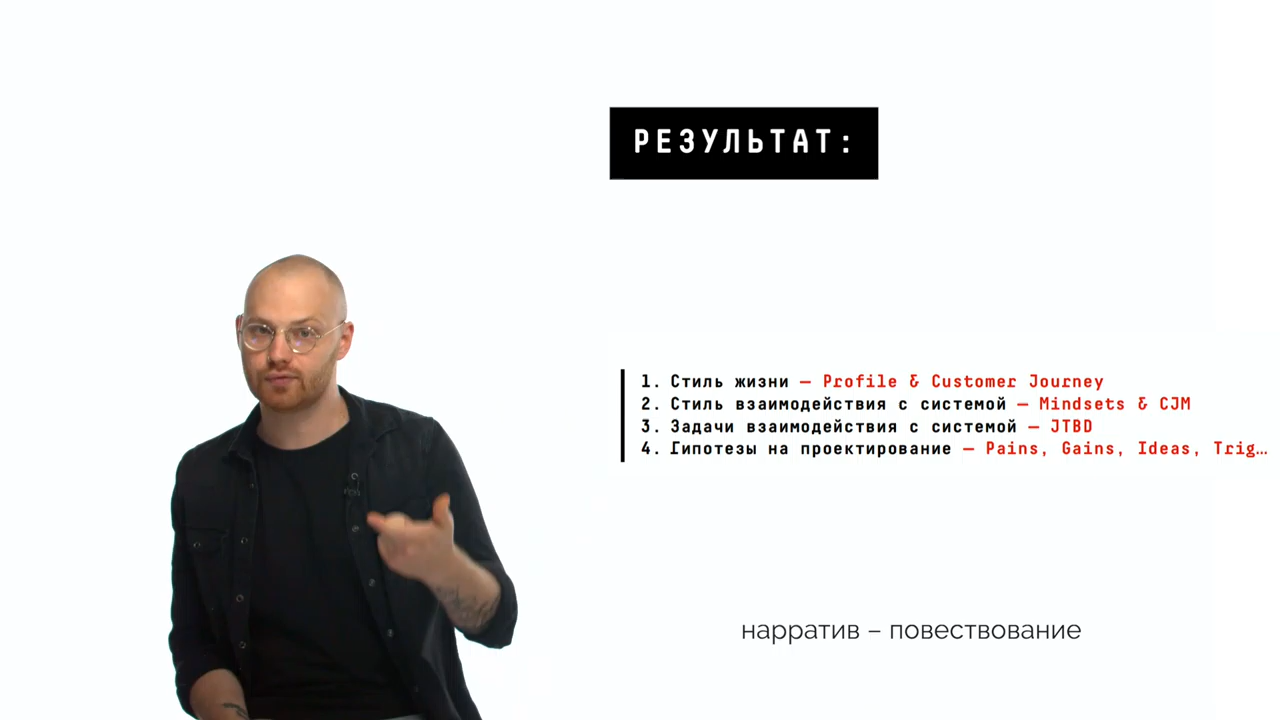 РЕЗУЛЬТАТ:
1. Стиль жизни — Profile & Customer Journey
2. Стиль взаимодействия с системой — Mindsets & CJM
3. Задачи взаимодействия с системой — JTBD
4. Гипотезы на проектирование — Pains, Gains, Ideas, Trig…
нарратив – повествование